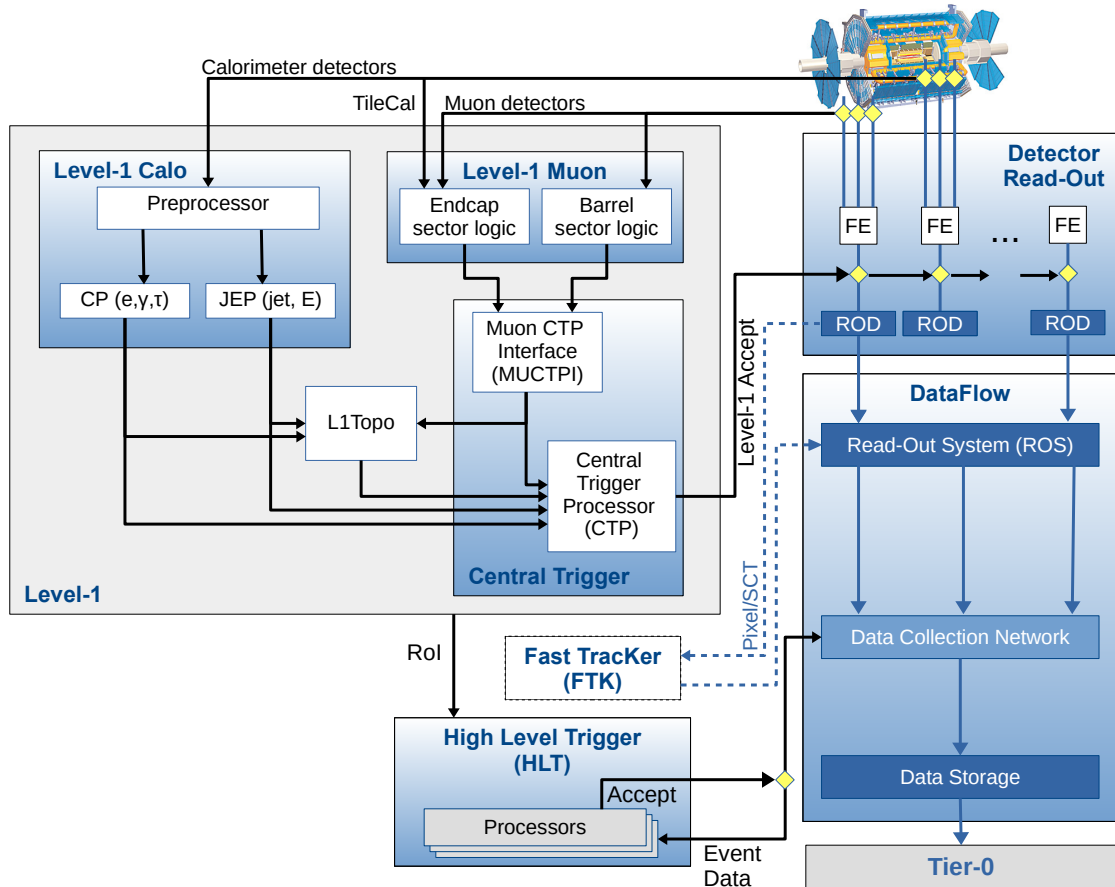 Calorimeter detectors
TileCal
Muon detectors
Level-1 Calo
Preprocessor
CP (e,γ,τ)
JEP (jet, E)
Level-1 Muon
Endcap
sector logic
Barrel
sector logic
Muon CTP
Interface
(MUCTPI)
L1Topo
Central
Trigger
Processor
(CTP)
Central Trigger
Level-1
Level-1 Accept
Detector
Read-Out
FE
FE
...
FE
ROD
ROD
ROD
DataFlow
Read-Out System (ROS)
Pixel/SCT
Data Collection Network
RoI
Fast TracKer
(FTK)
High Level Trigger
(HLT)
Accept
Processors
Event
Data
Data Storage
Tier-0